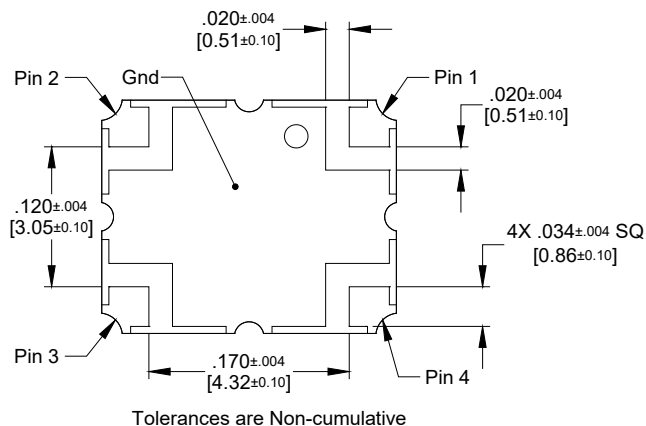 .020±.004
[0.51±0.10]
Pin 2
Gnd
Pin 1
.020±.004
[0.51±0.10]
.120±.004
[3.05±0.10]
4X .034±.004 SQ
[0.86±0.10]
Pin 3
.170±.004
[4.32±0.10]
Pin 4
Tolerances are Non-cumulative